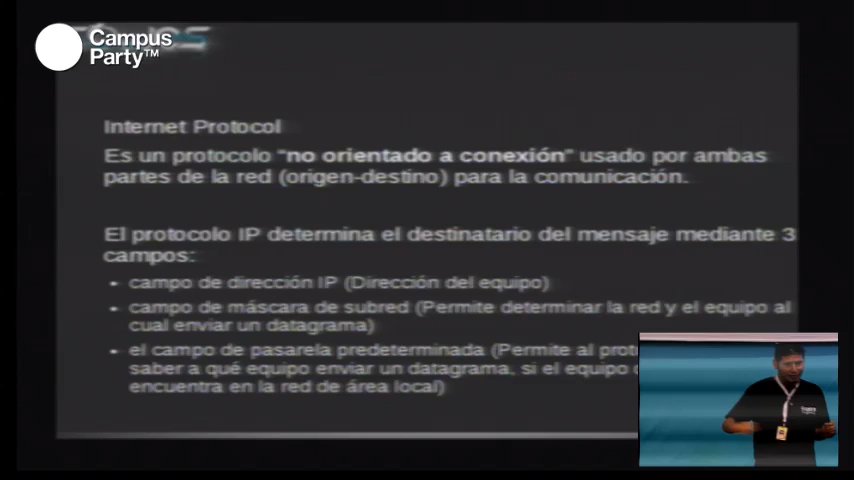 Campus
Party™
Internet Protocol
Es un protocolo "no orientado a conexión" usado por ambas
partes de la red (origen-destino) para la comunicación.
El protocolo IP determina el destinatario del mensaje mediante 3
campos:
• campo de dirección IP (Dirección del equipo)
• campo de máscara de subred (Permite determinar la red y el equipo al
cual enviar un datagrama)
• el campo de pasarela predeterminada (Permite al
saber a qué equipo enviar un datagrama, si el equipo
encuentra en la red de área local)